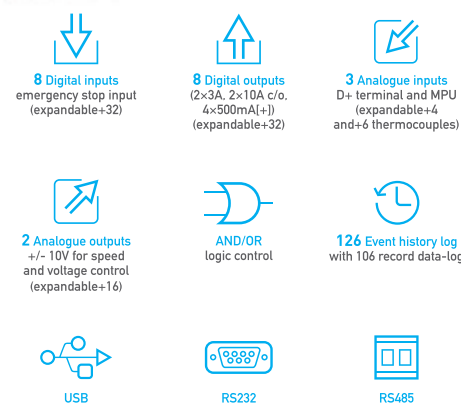 8 Digital inputs
emergency stop input
(expandable+32)
8 Digital outputs
(2×3A, 2×10A c/o,
4×500mA[+])
(expandable+32)
3 Analogue inputs
D+ terminal and MPU
(expandable+4
and+6 thermocouples)
2 Analogue outputs
+/- 10V for speed
and voltage control
(expandable+16)
AND/OR
logic control
126 Event history log
with 106 record data-log
USB
RS232
RS485